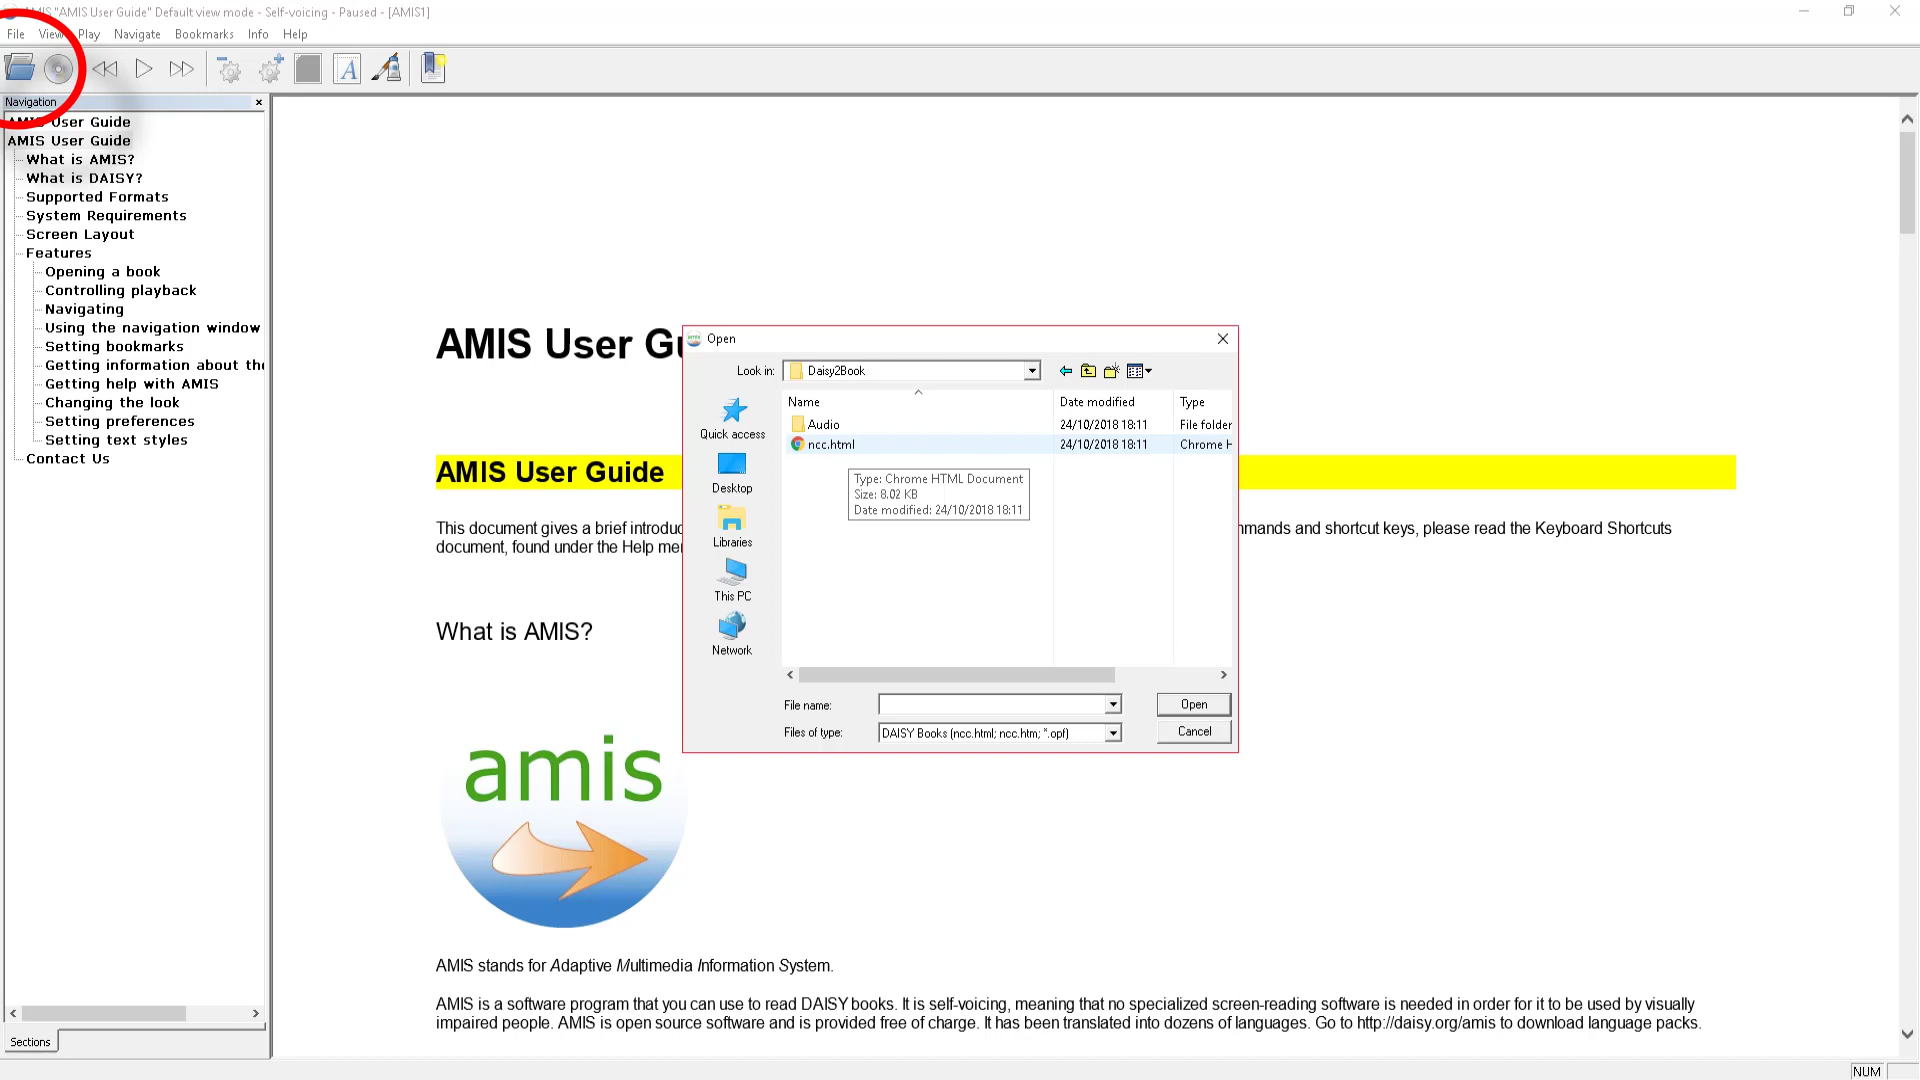 AMIS "AMIS User Guide" Default view mode - Self-voicing - Paused - [AMIS1]
File View Play Navigate Bookmarks Info Help
Navigation
AMIS User Guide
AMIS User Guide
What is AMIS?
What is DAISY?
Supported Formats
System Requirements
Screen Layout
Features
Opening a book
Controlling playback
Navigating
Using the navigation window
Setting bookmarks
Getting information about the
Getting help with AMIS
Changing the look
Setting preferences
Setting text styles
Contact Us
Sections
AMIS User Gu
AMIS User Guide
This document gives a brief introduc mmands and shortcut keys, please read the Keyboard Shortcuts
document, found under the Help me
What is AMIS?
amis
AMIS stands for Adaptive Multimedia Information System.
AMIS is a software program that you can use to read DAISY books. It is self-voicing, meaning that no specialized screen-reading software is needed in order for it to be used by visually
impaired people. AMIS is open source software and is provided free of charge. It has been translated into dozens of languages. Go to http://daisy.org/amis to download language packs.
Open
Look in: Daisy2Book
Quick access
Desktop
Libraries
This PC
Network
Name Date modified Type
Audio 24/10/2018 18:11 File folder
ncc.html 24/10/2018 18:11 Chrome H
Type: Chrome HTML Document
Size: 8.02 KB
Date modified: 24/10/2018 18:11
File name: Open
Files of type: DAISY Books (ncc.html; ncc.htm; *.opf) Cancel
NUM